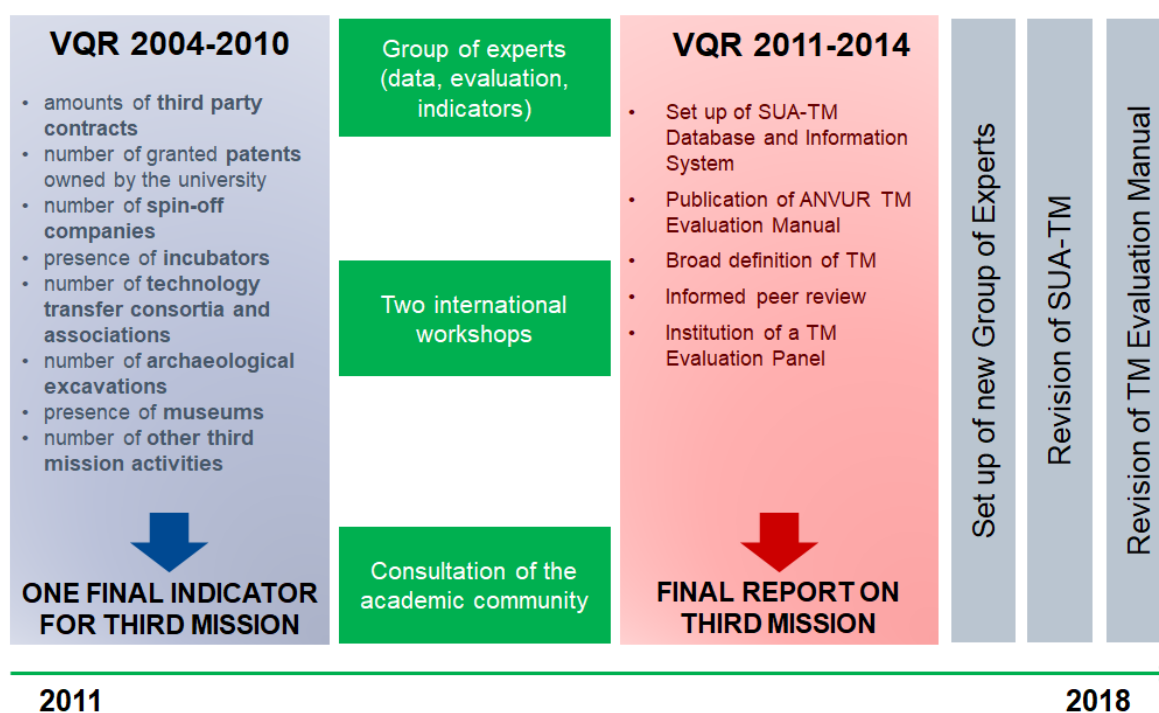 VQR 2004-2010
• amounts of third party
contracts
• number of granted patents
owned by the university
• number of spin-off
companies
• presence of incubators
• number of technology
transfer consortia and
associations
• number of archaeological
excavations
• presence of museums
• number of other third
mission activities
ONE FINAL INDICATOR
FOR THIRD MISSION
Group of experts
(data, evaluation,
indicators)
Two international
workshops
Consultation of the
academic community
VQR 2011-2014
• Set up of SUA-TM
Database and Information
System
• Publication of ANVUR TM
Evaluation Manual
• Broad definition of TM
• Informed peer review
• Institution of a TM
Evaluation Panel
FINAL REPORT ON
THIRD MISSION
Set up of new Group of Experts
Revision of SUA-TM
Revision of TM Evaluation Manual
2011
2018